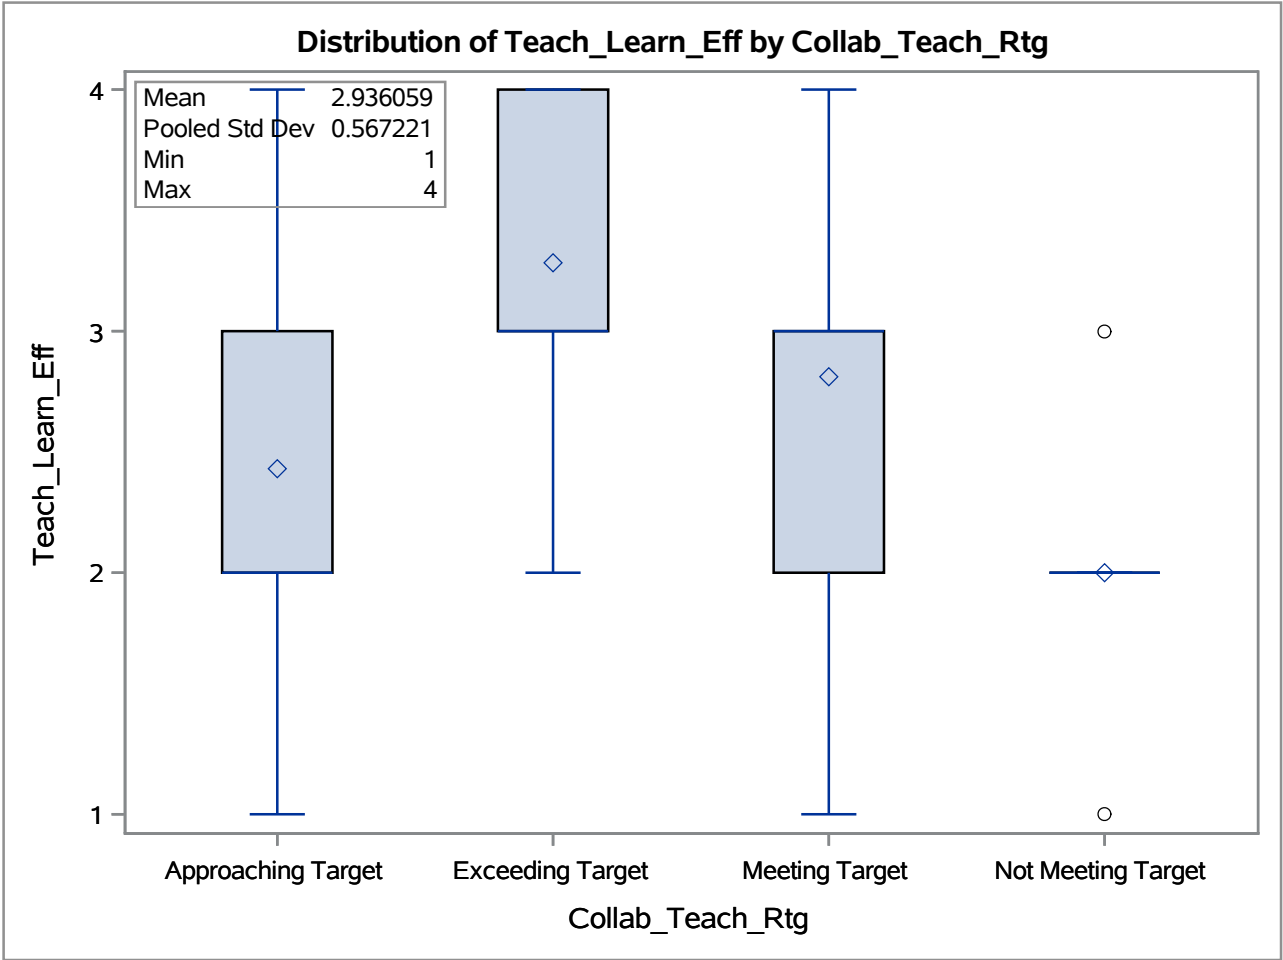 Distribution of Teach_Learn_Eff by Collab_Teach_Rtg
Mean 2.936059
Pooled Std Dev 0.567221
Min 1
Max 4
4
3
2
1
Teach_Learn_Eff
Approaching Target Exceeding Target Meeting Target Not Meeting Target
Collab_Teach_Rtg